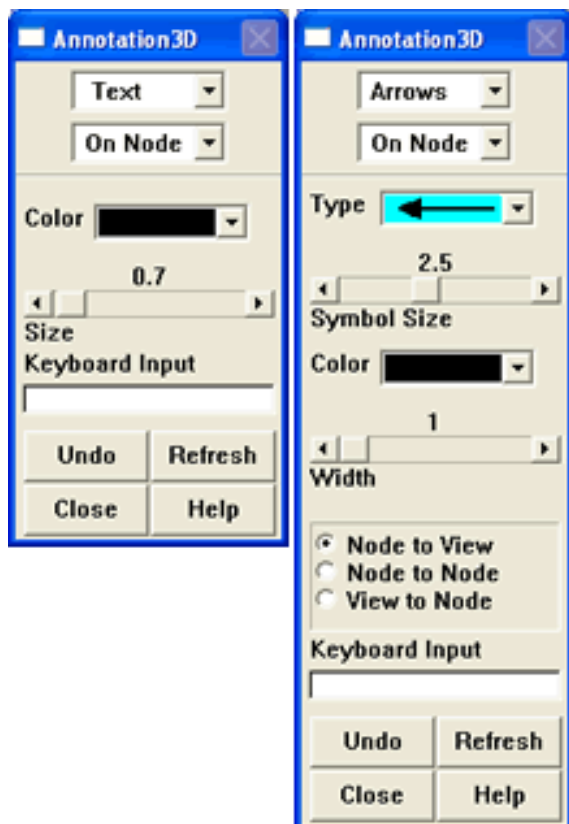 Annotation3D
Text
On Node
Color
0.7
Size
Keyboard Input
Undo Refresh
Close Help
Annotation3D
Arrows
On Node
Type
2.5
Symbol Size
Color
1
Width
Node to View
Node to Node
View to Node
Keyboard Input
Undo Refresh
Close Help